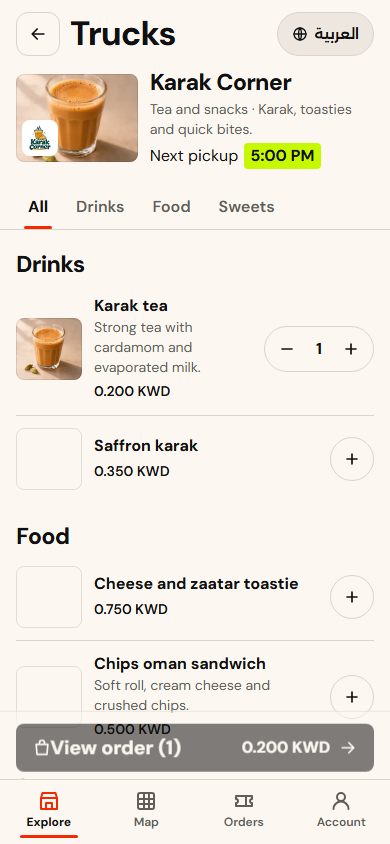 Trucks
العربية
Karak Corner
Tea and snacks · Karak, toasties
and quick bites.
Karak
Corner
Next pickup 5:00 PM
All Drinks Food Sweets
Drinks
Karak tea
Strong tea with
cardamom and
evaporated milk.
0.200 KWD
1
Saffron karak
0.350 KWD
Food
Cheese and zaatar toastie
0.750 KWD
Chips oman sandwich
Soft roll, cream cheese and
crushed chips.
0.500 KWD
View order (1) 0.200 KWD
Explore Map Orders Account